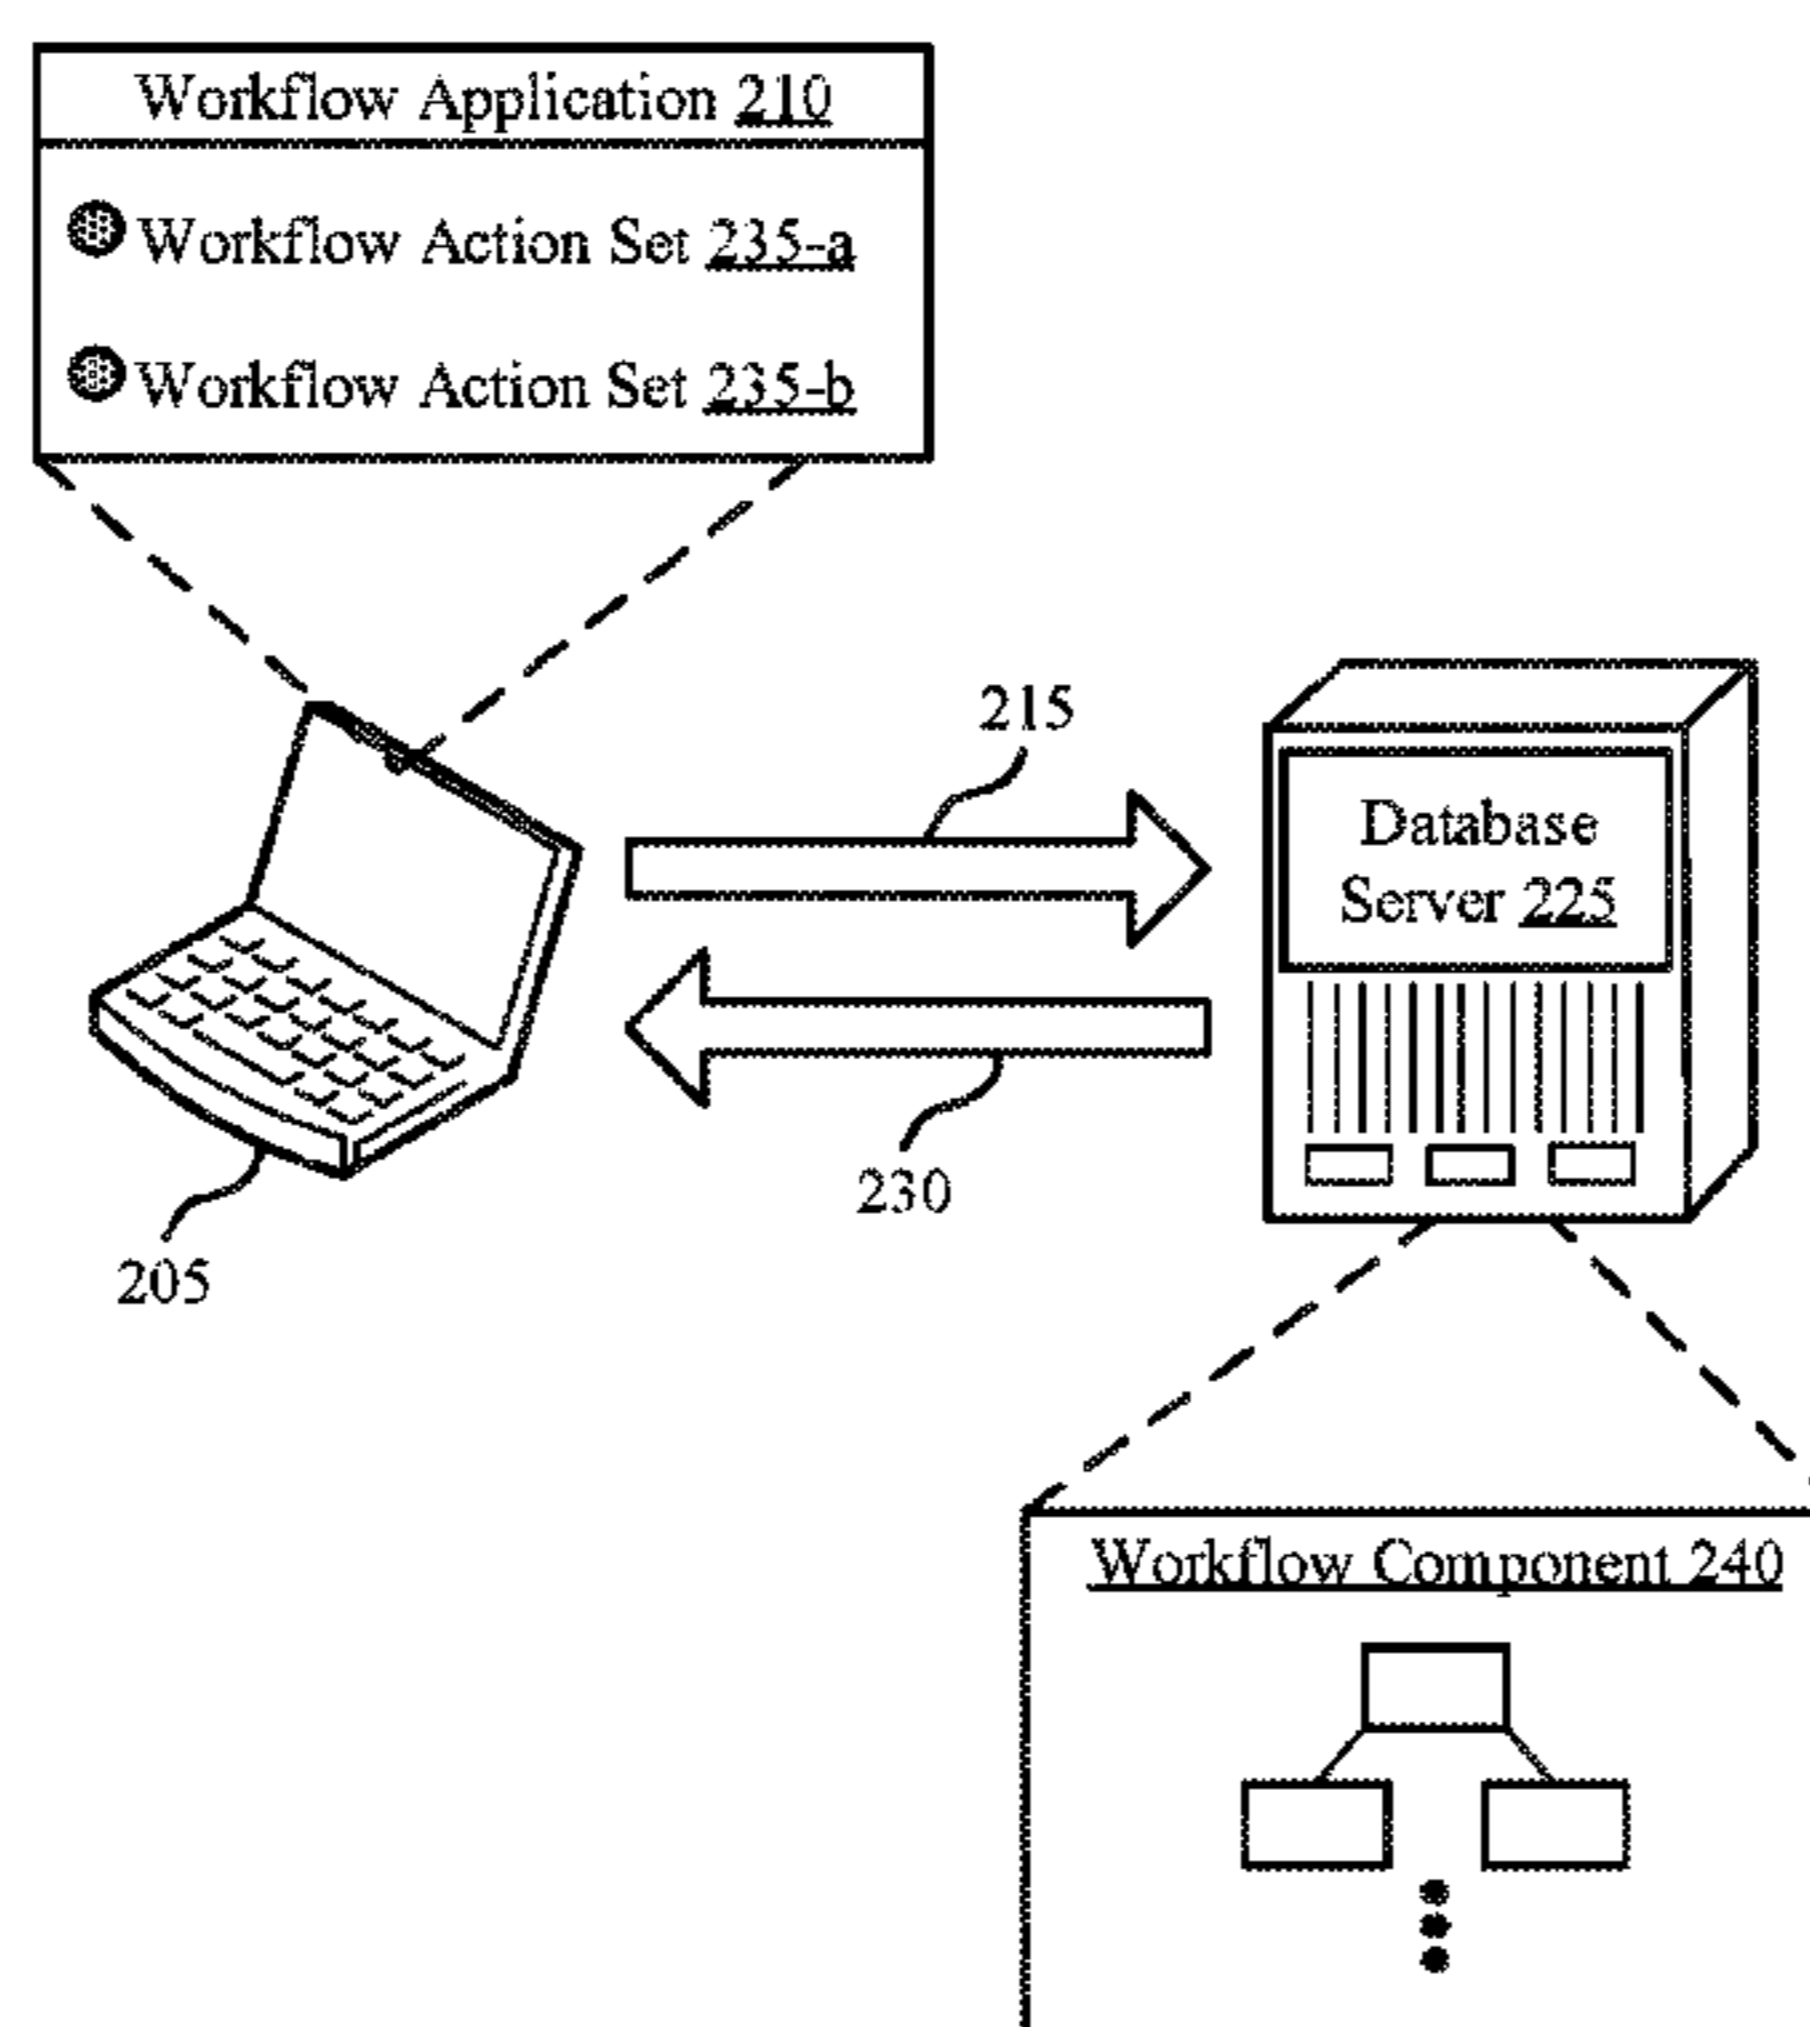 Workflow Application 210
Workflow Action Set 235-a
Workflow Action Set 235-b
215
Database
Server 225
230
205
Workflow Component 240